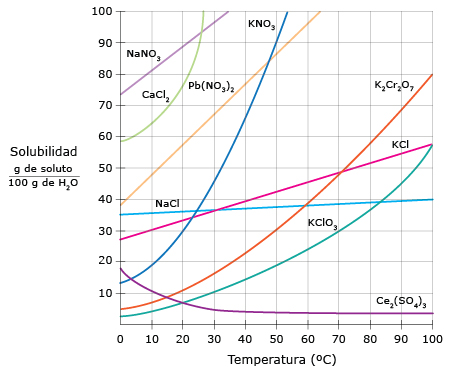 Solubilidad
g de soluto
100 g de H₂O
100
90
80
70
60
50
40
30
20
10
NaNO₃
CaCl₂
Pb(NO₃)₂
KNO₃
K₂Cr₂O₇
KCl
NaCl
KClO₃
Ce₂(SO₄)₃
0 10 20 30 40 50 60 70 80 90 100
Temperatura (ºC)